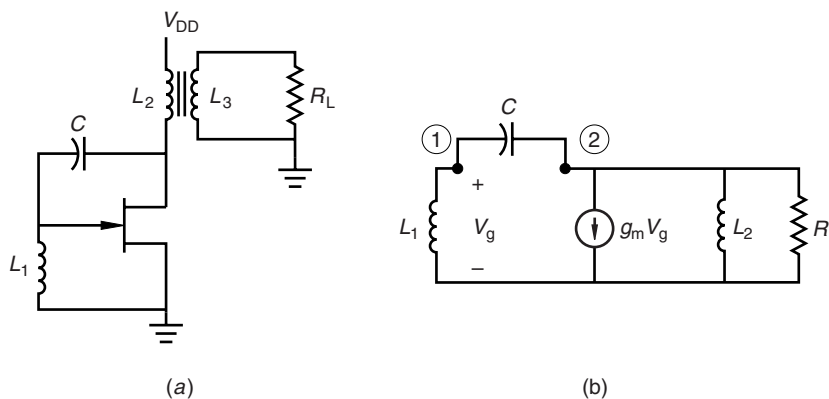 V_DD
L_2
L_3
R_L
C
L_1
(a)
C
1
2
+
L_1
V_g
g_mV_g
L_2
R
–
(b)